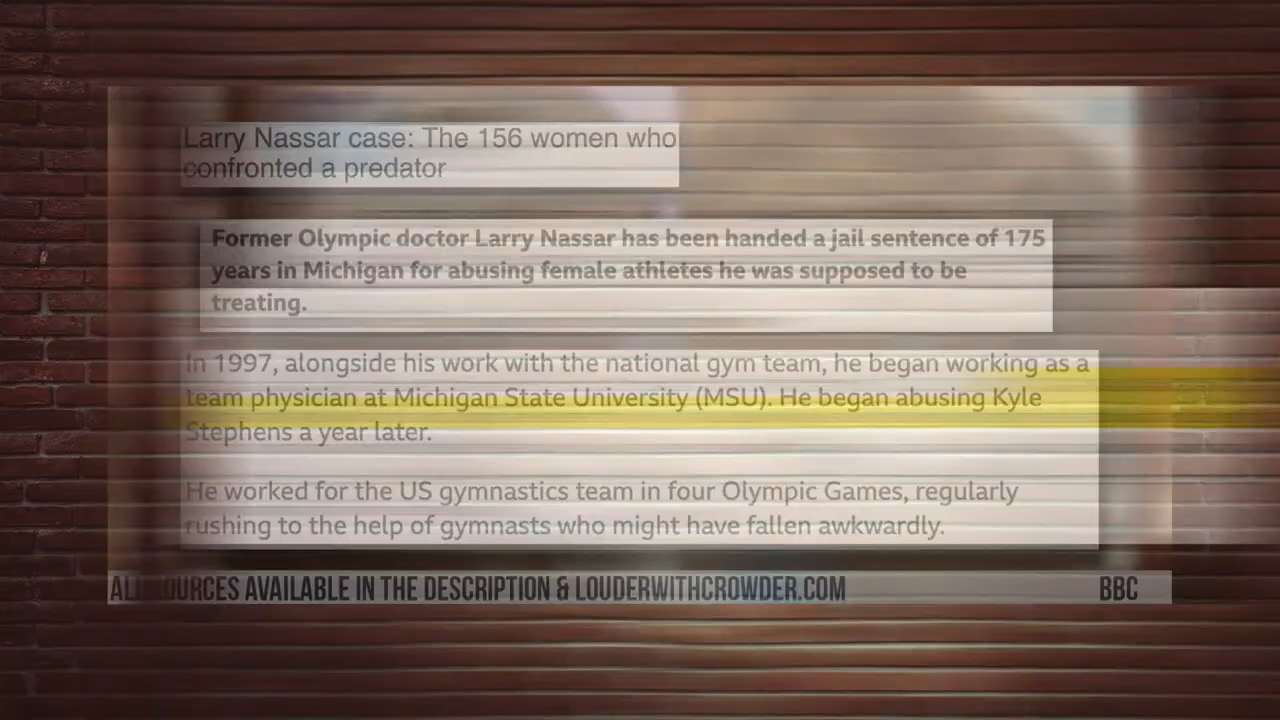 Larry Nassar case: The 156 women who
confronted a predator
Former Olympic doctor Larry Nassar has been handed a jail sentence of 175
years in Michigan for abusing female athletes he was supposed to be
treating.
In 1997, alongside his work with the national gym team, he began working as a
team physician at Michigan State University (MSU). He began abusing Kyle
Stephens a year later.
He worked for the US gymnastics team in four Olympic Games, regularly
rushing to the help of gymnasts who might have fallen awkwardly.
ALL SOURCES AVAILABLE IN THE DESCRIPTION & LOUDERWITHCROWDER.COM
BBC